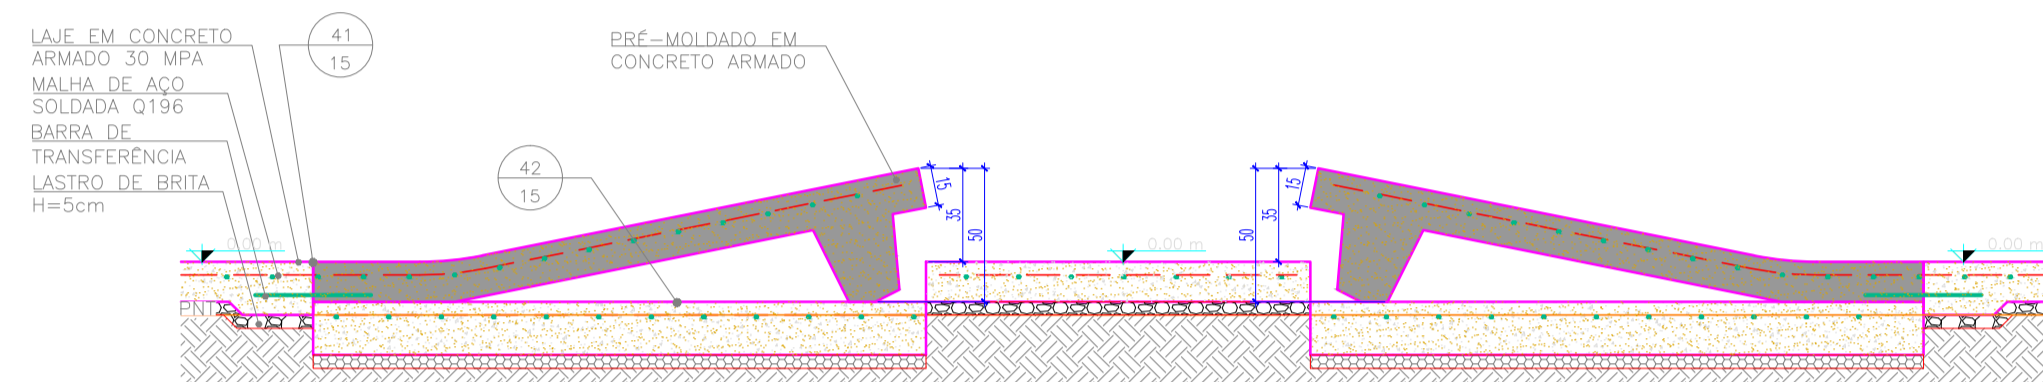 LAJE EM CONCRETO
ARMADO 30 MPA
MALHA DE AÇO
SOLDADA Q196
BARRA DE
TRANSFERÊNCIA
LASTRO DE BRITA
H=5cm
41
15
42
15
PRÉ-MOLDADO EM
CONCRETO ARMADO
15
35
50
50
35
15
0.00 m
0.00 m
0.00 m
PNT